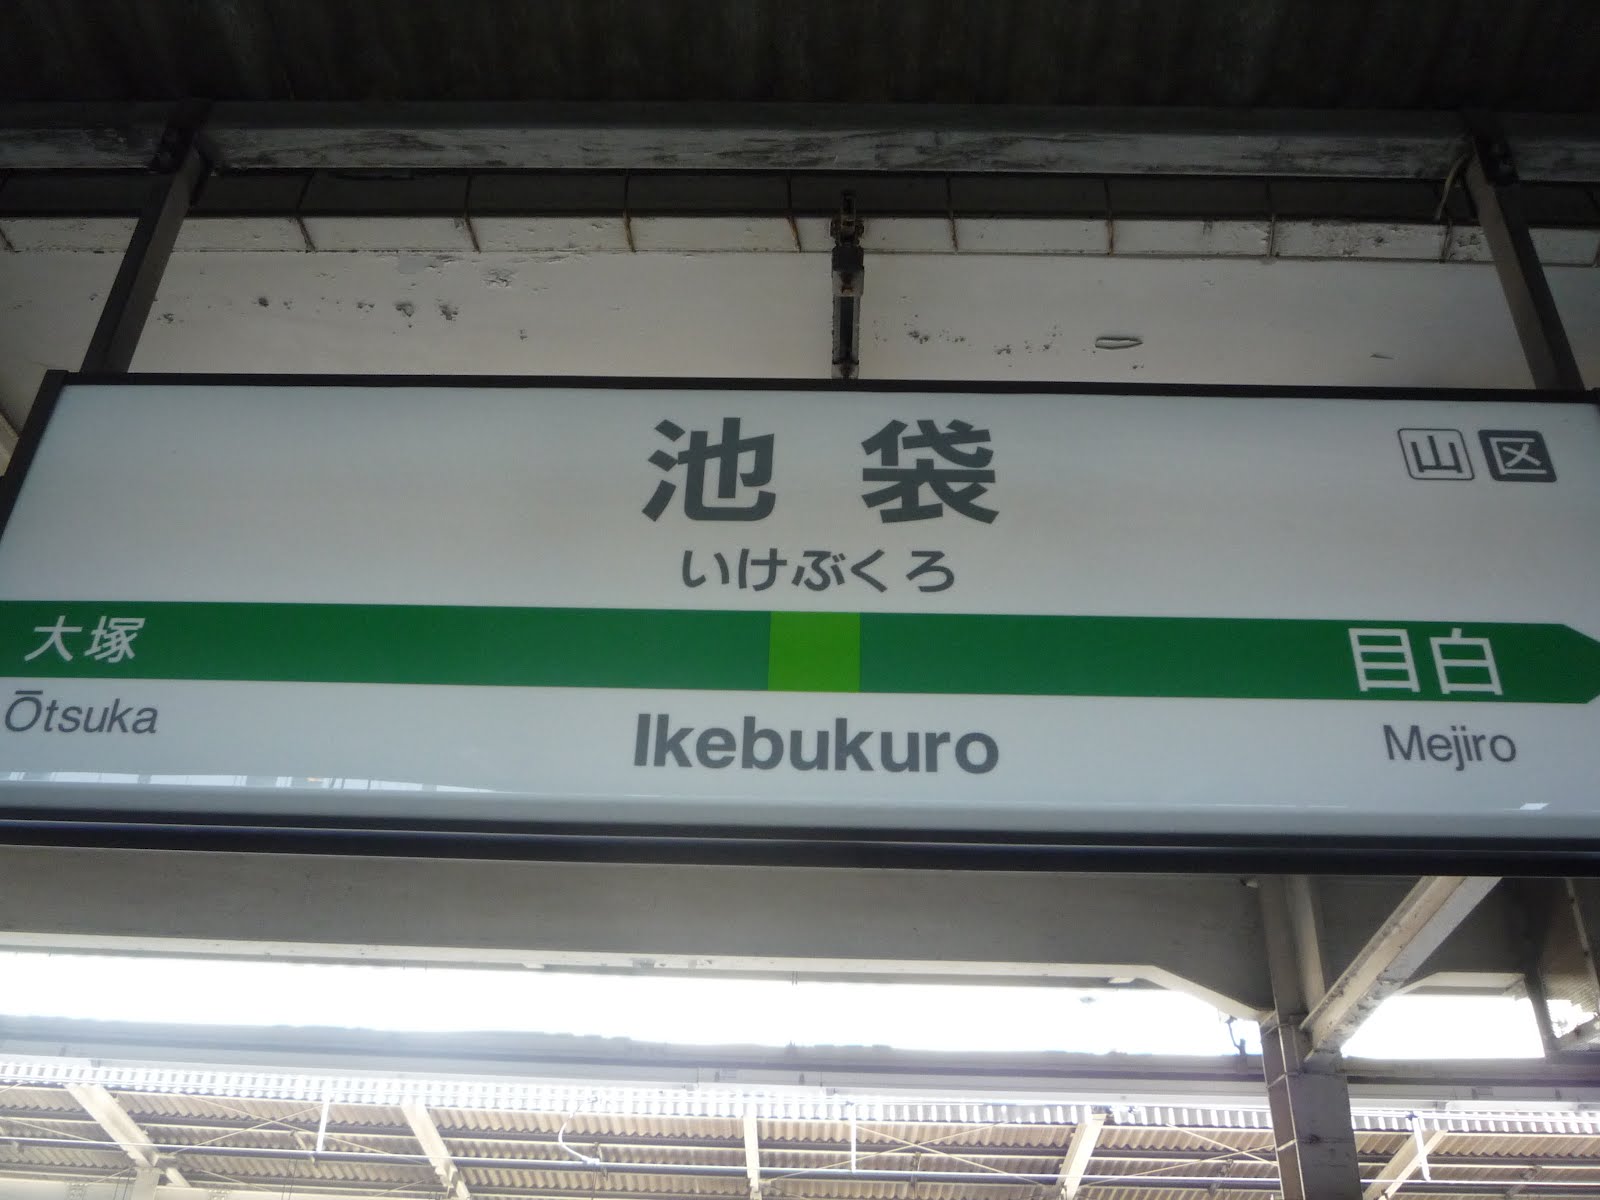 池袋
山 区
いけぶくろ
大塚
目白
Ōtsuka
Ikebukuro
Mejiro